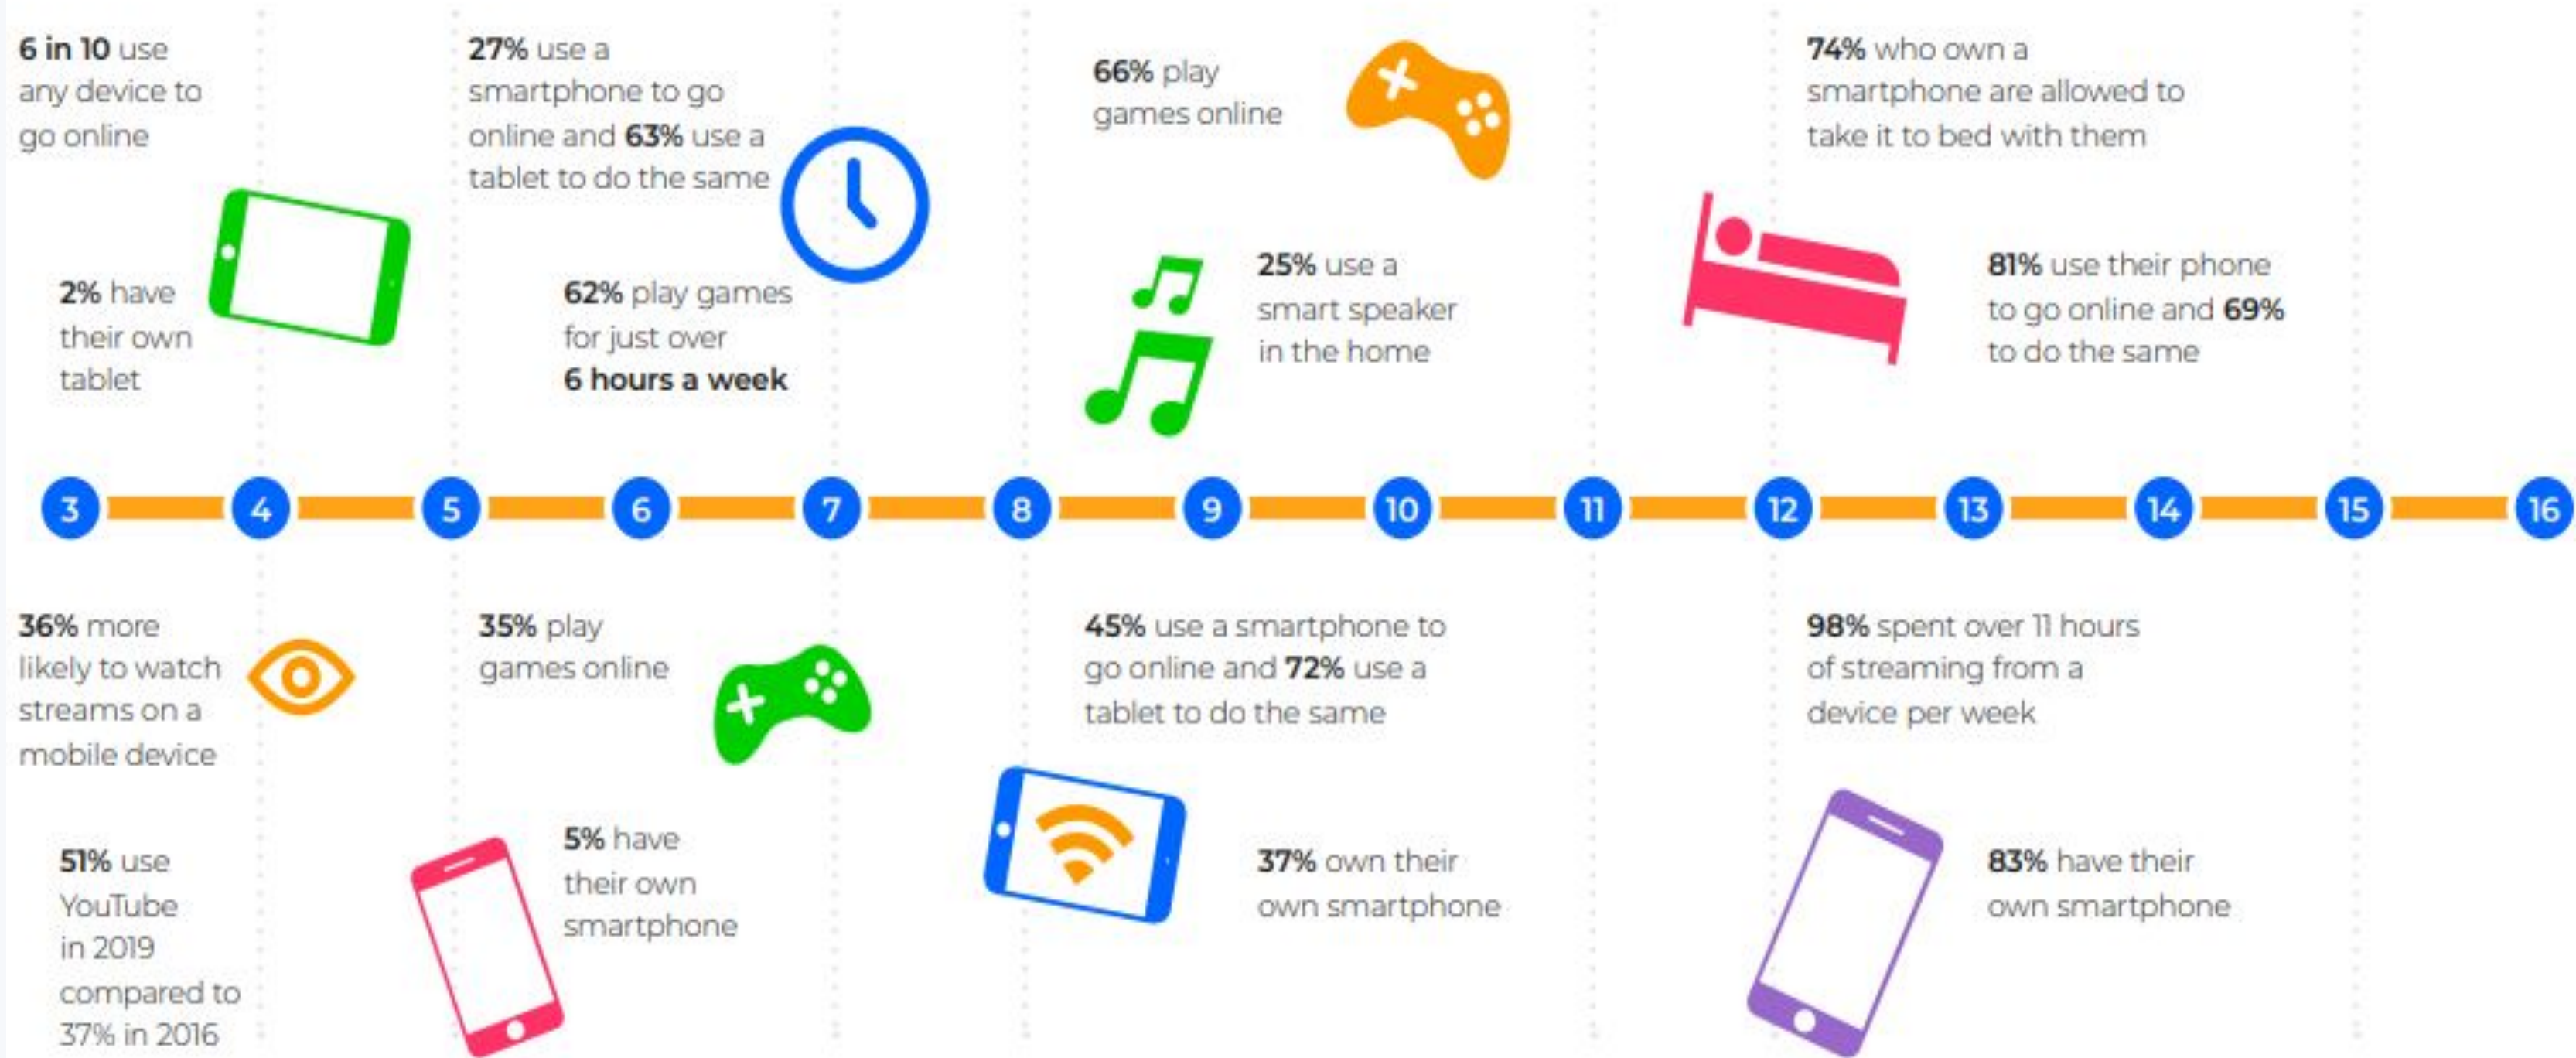 6 in 10 use
any device to
go online
2% have
their own
tablet
27% use a
smartphone to go
online and 63% use a
tablet to do the same
62% play games
for just over
6 hours a week
66% play
games online
25% use a
smart speaker
in the home
74% who own a
smartphone are allowed to
take it to bed with them
81% use their phone
to go online and 69%
to do the same
3 4 5 6 7 8 9 10 11 12 13 14 15 16
36% more
likely to watch
streams on a
mobile device
51% use
YouTube
in 2019
compared to
37% in 2016
35% play
games online
5% have
their own
smartphone
45% use a smartphone to
go online and 72% use a
tablet to do the same
37% own their
own smartphone
98% spent over 11 hours
of streaming from a
device per week
83% have their
own smartphone